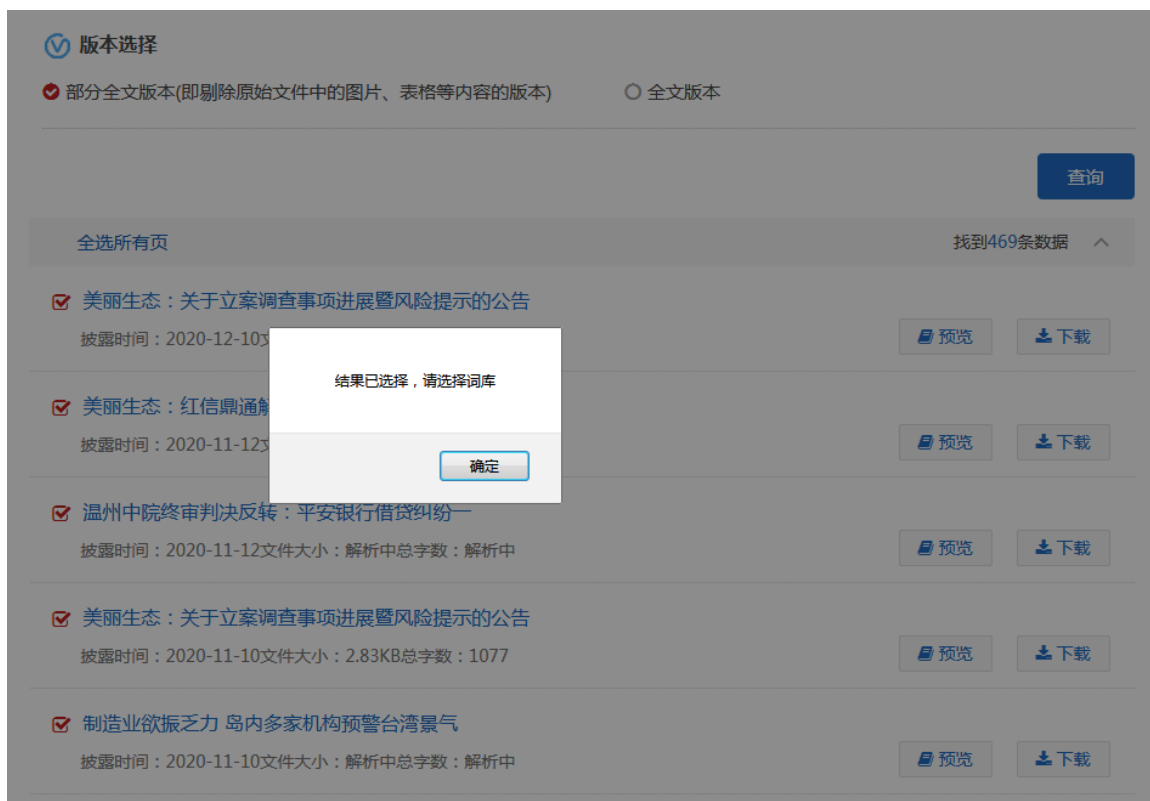 版本选择
部分全文版本(即剔除原始文件中的图片、表格等内容的版本) 全文版本
查询
全选所有页 找到469条数据
美丽生态：关于立案调查事项进展暨风险提示的公告
披露时间：2020-12-10 预览 下载
结果已选择，请选择词库
美丽生态：红信鼎通解
披露时间：2020-11-12 预览 下载
确定
温州中院终审判决反转：平安银行借贷纠纷一
披露时间：2020-11-12文件大小：解析中总字数：解析中 预览 下载
美丽生态：关于立案调查事项进展暨风险提示的公告
披露时间：2020-11-10文件大小：2.83KB总字数：1077 预览 下载
制造业欲振乏力 岛内多家机构预警台湾景气
披露时间：2020-11-10文件大小：解析中总字数：解析中 预览 下载